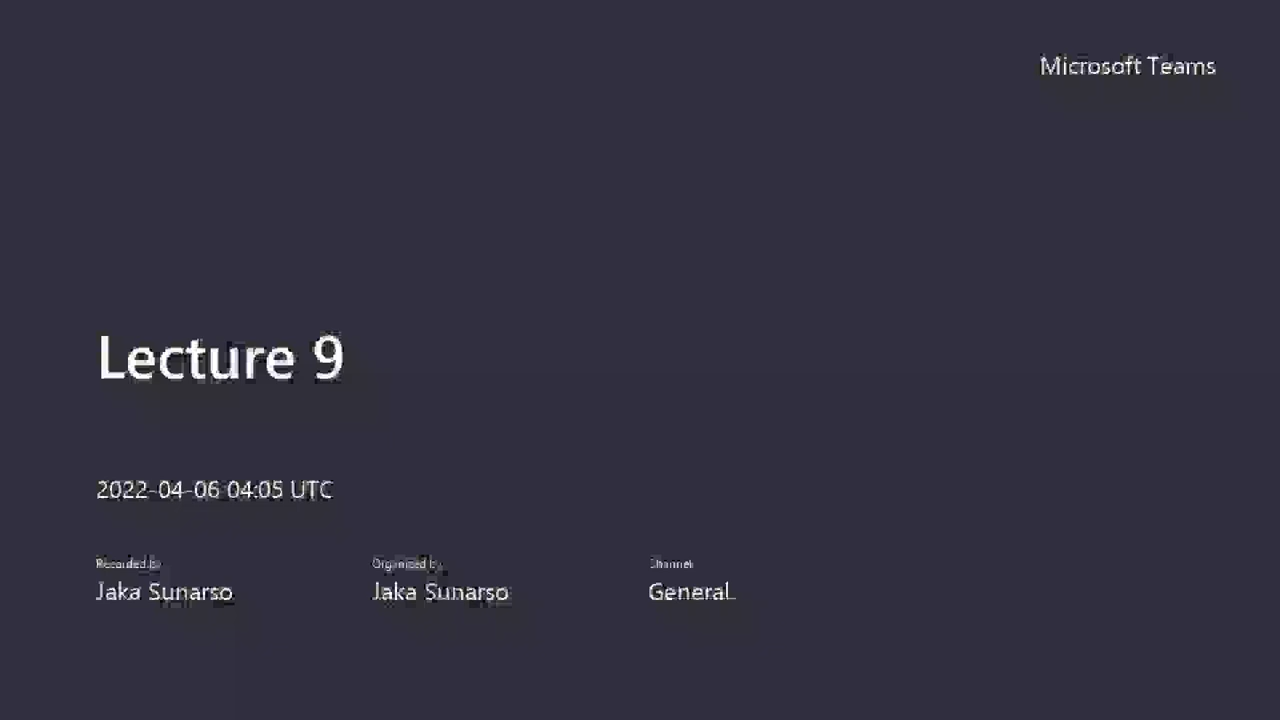 Microsoft Teams
Lecture 9
2022-04-06 04:05 UTC
Recorded by
Organized by
Channel
Jaka Sunarso
Jaka Sunarso
General